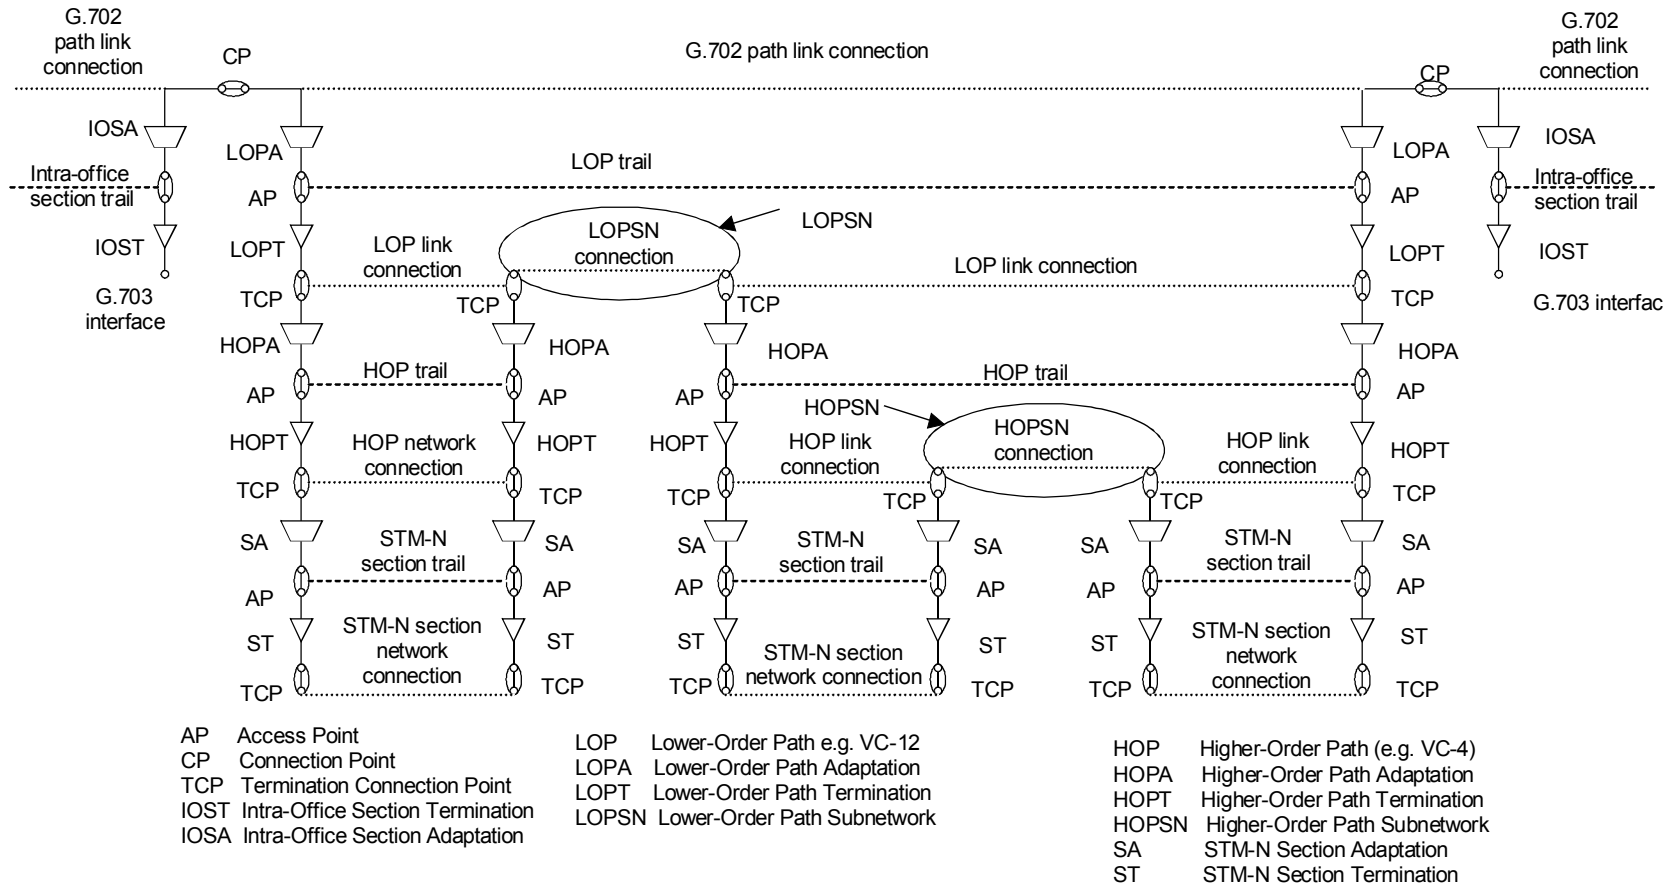 G.702
path link
connection
CP
G.702 path link connection
CP
G.702
path link
connection
IOSA
LOPA
LOP trail
LOPA
IOSA
Intra-office
section trail
AP
AP
Intra-office
section trail
IOST
LOPT
LOP link
connection
LOPSN
connection
LOPSN
LOP link connection
LOPT
IOST
G.703
interface
TCP
TCP
TCP
TCP
G.703 interfac
HOPA
HOPA
HOPA
HOPA
HOP trail
HOP trail
AP
AP
AP
AP
HOPSN
HOPT
HOP network
connection
HOPT
HOPT
HOP link
connection
HOPSN
connection
HOP link
connection
HOPT
TCP
TCP
TCP
TCP
TCP
TCP
SA
STM-N
section trail
SA
SA
STM-N
section trail
SA
SA
STM-N
section trail
SA
AP
AP
AP
AP
AP
AP
ST
STM-N section
network
connection
ST
ST
STM-N section
network connection
ST
ST
STM-N section
network
connection
ST
TCP
TCP
TCP
TCP
TCP
TCP
AP Access Point
CP Connection Point
TCP Termination Connection Point
IOST Intra-Office Section Termination
IOSA Intra-Office Section Adaptation
LOP Lower-Order Path e.g. VC-12
LOPA Lower-Order Path Adaptation
LOPT Lower-Order Path Termination
LOPSN Lower-Order Path Subnetwork
HOP Higher-Order Path (e.g. VC-4)
HOPA Higher-Order Path Adaptation
HOPT Higher-Order Path Termination
HOPSN Higher-Order Path Subnetwork
SA STM-N Section Adaptation
ST STM-N Section Termination